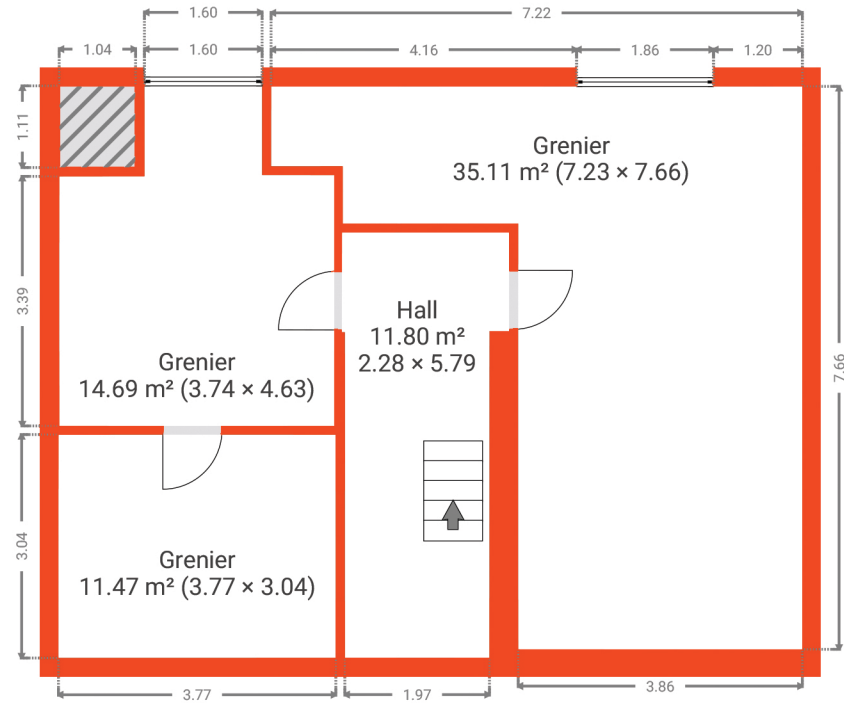 1.60
7.22
1.04
1.60
4.16
1.86
1.20
1.11
Grenier
35.11 m² (7.23 × 7.66)
3.39
Hall
11.80 m²
2.28 × 5.79
Grenier
14.69 m² (3.74 × 4.63)
7.66
3.04
Grenier
11.47 m² (3.77 × 3.04)
3.77
1.97
3.86